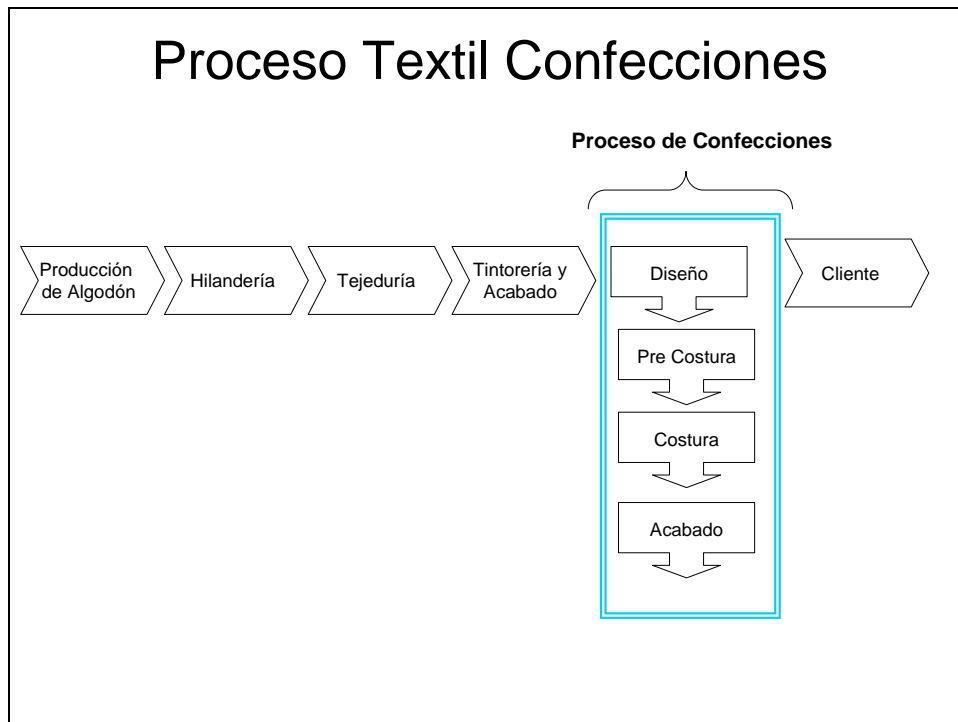 Proceso Textil Confecciones
Proceso de Confecciones
Producción
de Algodón
Hilandería
Tejeduría
Tintorería y
Acabado
Diseño
Cliente
Pre Costura
Costura
Acabado